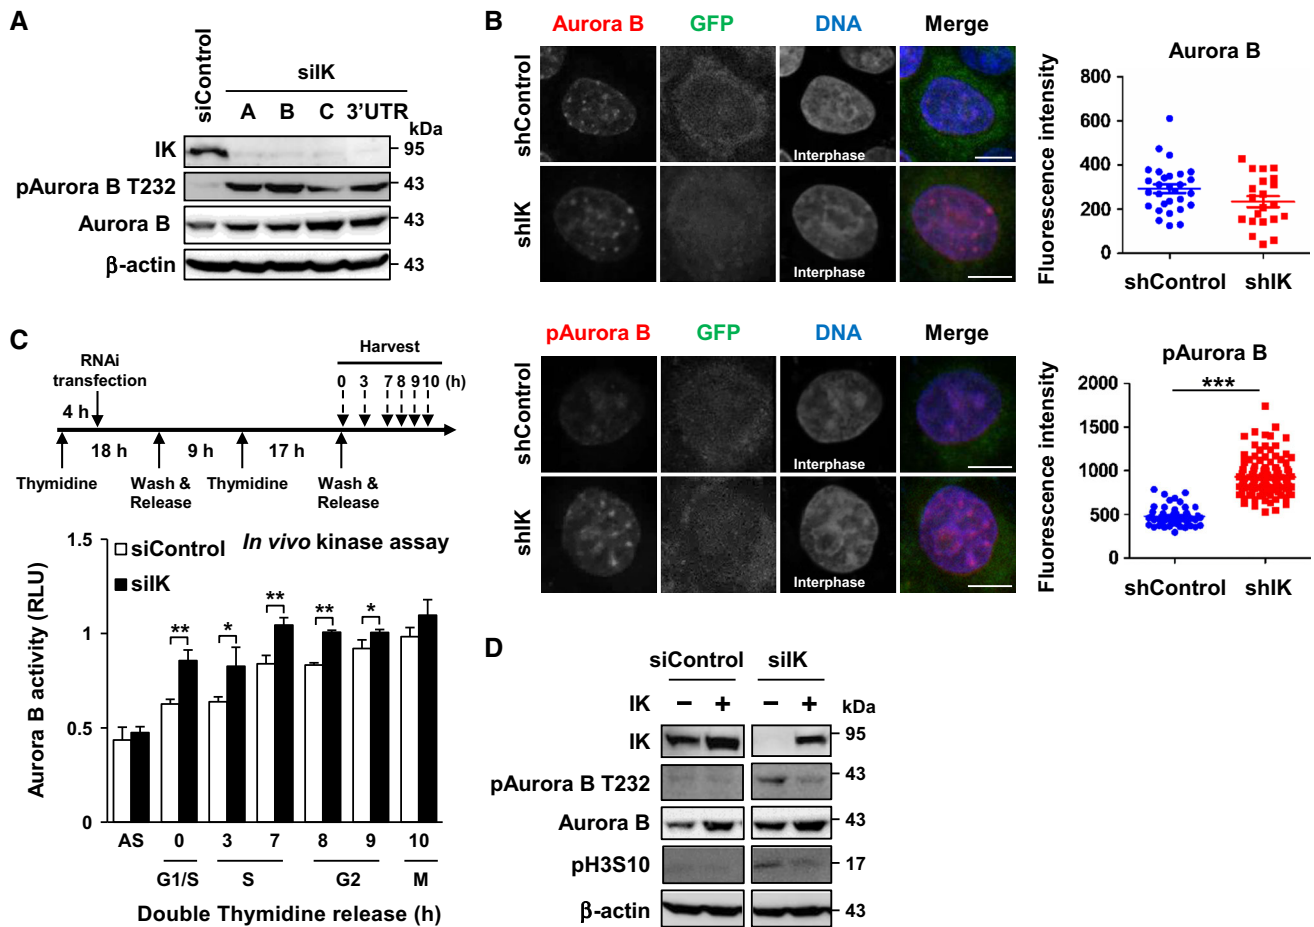 A
siControl
siIK
A B C 3'UTR
kDa
IK
95
pAurora B T232
43
Aurora B
43
β-actin
43
B
Aurora B GFP DNA Merge
shControl
Interphase
shIK
Interphase
Aurora B
Fluorescence intensity
800
600
400
200
0
shControl shIK
pAurora B GFP DNA Merge
shControl
Interphase
shIK
Interphase
pAurora B
Fluorescence intensity
2000
1500
1000
500
0
***
shControl shIK
C
RNAi
transfection
Harvest
0 3 7 8 9 10 (h)
4 h
18 h 9 h 17 h
Thymidine
Wash &
Release
Thymidine
Wash &
Release
siControl
siIK
In vivo kinase assay
Aurora B activity (RLU)
1.5
1
0.5
0
** * ** ** *
AS 0 3 7 8 9 10
G1/S S G2 M
Double Thymidine release (h)
D
siControl siIK
IK − + − + kDa
IK
95
pAurora B T232
43
Aurora B
43
pH3S10
17
β-actin
43